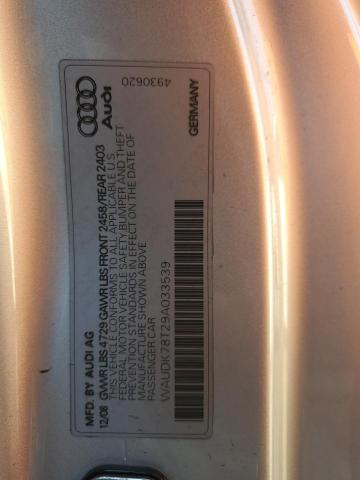 MFD. BY AUDI AG
12/08 GVWR LBS 4729 GAWR LBS FRONT 2458/REAR 2403
THIS VEHICLE CONFORMS TO ALL APPLICABLE U.S.
FEDERAL MOTOR VEHICLE SAFETY BUMPER AND THEFT
PREVENTION STANDARDS IN EFFECT ON THE DATE OF
MANUFACTURE SHOWN ABOVE
PASSENGER CAR
WAUDK78T29A033539
Audi
4930620
GERMANY